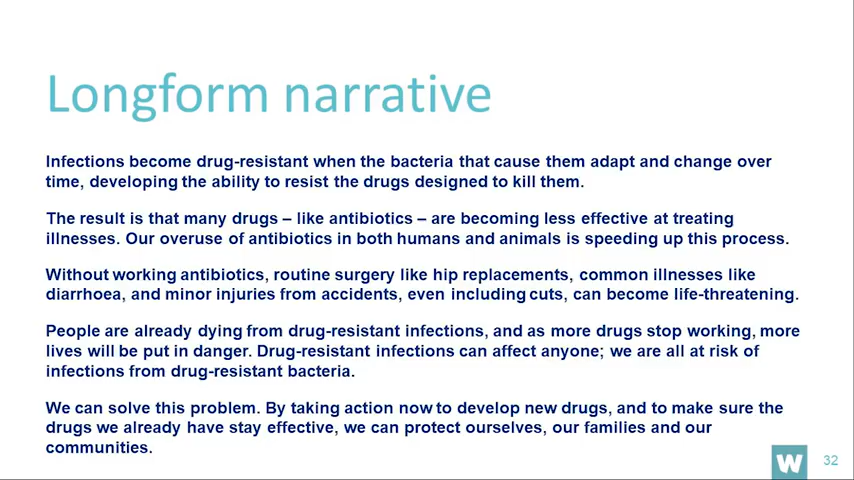 Longform narrative
Infections become drug-resistant when the bacteria that cause them adapt and change over
time, developing the ability to resist the drugs designed to kill them.
The result is that many drugs – like antibiotics – are becoming less effective at treating
illnesses. Our overuse of antibiotics in both humans and animals is speeding up this process.
Without working antibiotics, routine surgery like hip replacements, common illnesses like
diarrhoea, and minor injuries from accidents, even including cuts, can become life-threatening.
People are already dying from drug-resistant infections, and as more drugs stop working, more
lives will be put in danger. Drug-resistant infections can affect anyone; we are all at risk of
infections from drug-resistant bacteria.
We can solve this problem. By taking action now to develop new drugs, and to make sure the
drugs we already have stay effective, we can protect ourselves, our families and our
communities.
W
32